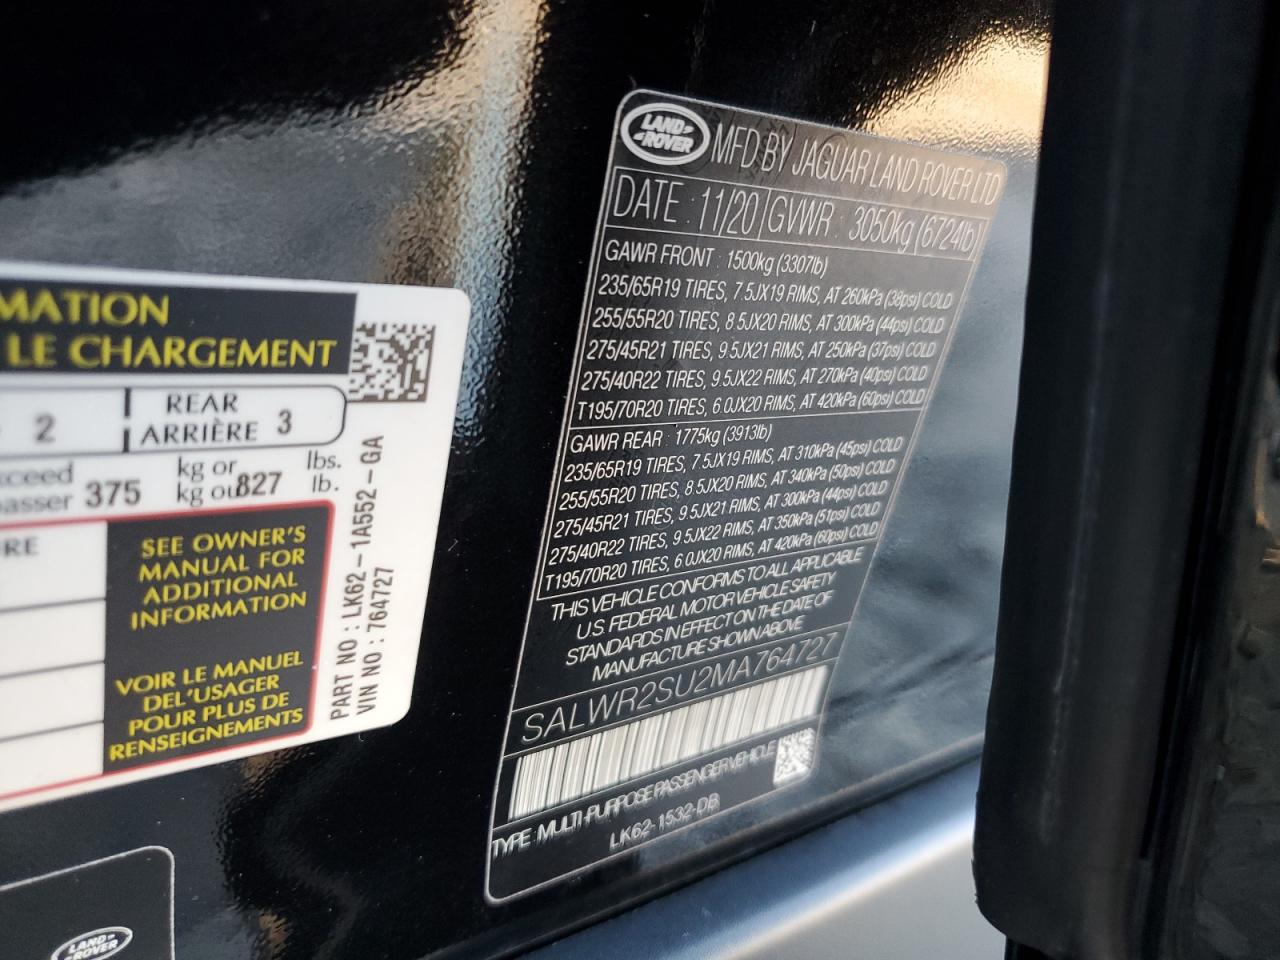 MATION
LE CHARGEMENT
2
REAR
ARRIÈRE 3
xceed
asser 375 kg or
kg ou 827 lbs.
lb.
SEE OWNER'S
MANUAL FOR
ADDITIONAL
INFORMATION
VOIR LE MANUEL
DEL'USAGER
POUR PLUS DE
RENSEIGNEMENTS
PART NO : LK62-1A552-GA
VIN NO : 764727
LAND ROVER
LAND ROVER
MFD BY JAGUAR LAND ROVER LTD
DATE : 11/20 GVWR : 3050kg (6724lb)
GAWR FRONT : 1500kg (3307lb)
235/65R19 TIRES, 7.5JX19 RIMS, AT 260kPa (38psi) COLD
255/55R20 TIRES, 8.5JX20 RIMS, AT 300kPa (44psi) COLD
275/45R21 TIRES, 9.5JX21 RIMS, AT 250kPa (37psi) COLD
275/40R22 TIRES, 9.5JX22 RIMS, AT 270kPa (40psi) COLD
T195/70R20 TIRES, 6.0JX20 RIMS, AT 420kPa (60psi) COLD
GAWR REAR : 1775kg (3913lb)
235/65R19 TIRES, 7.5JX19 RIMS, AT 310kPa (45psi) COLD
255/55R20 TIRES, 8.5JX20 RIMS, AT 340kPa (50psi) COLD
275/45R21 TIRES, 9.5JX21 RIMS, AT 300kPa (44psi) COLD
275/40R22 TIRES, 9.5JX22 RIMS, AT 350kPa (51psi) COLD
T195/70R20 TIRES, 6.0JX20 RIMS, AT 420kPa (60psi) COLD
THIS VEHICLE CONFORMS TO ALL APPLICABLE
U.S. FEDERAL MOTOR VEHICLE SAFETY
STANDARDS IN EFFECT ON THE DATE OF
MANUFACTURE SHOWN ABOVE
SALWR2SU2MA764727
TYPE : MULTI-PURPOSE PASSENGER VEHICLE
LK62-1532-DB